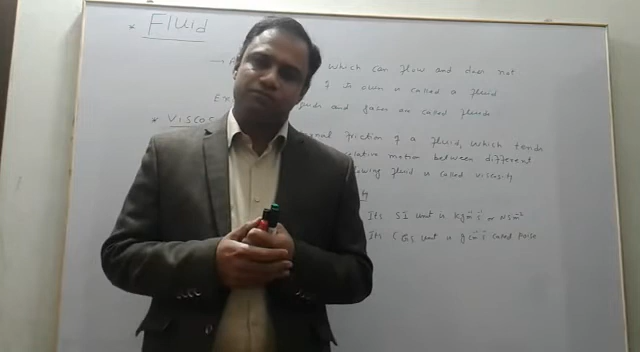 * Fluid
which can flow and does not
its own is called a fluid
Ex liquids and gases are called fluids
* VISCOS
friction of a fluid, which tends
relative motion between different
fluid is called viscosity
Its SI unit is kgm⁻¹s⁻¹ or NSm⁻²
Its CGS unit is gcm⁻¹s⁻¹ called poise